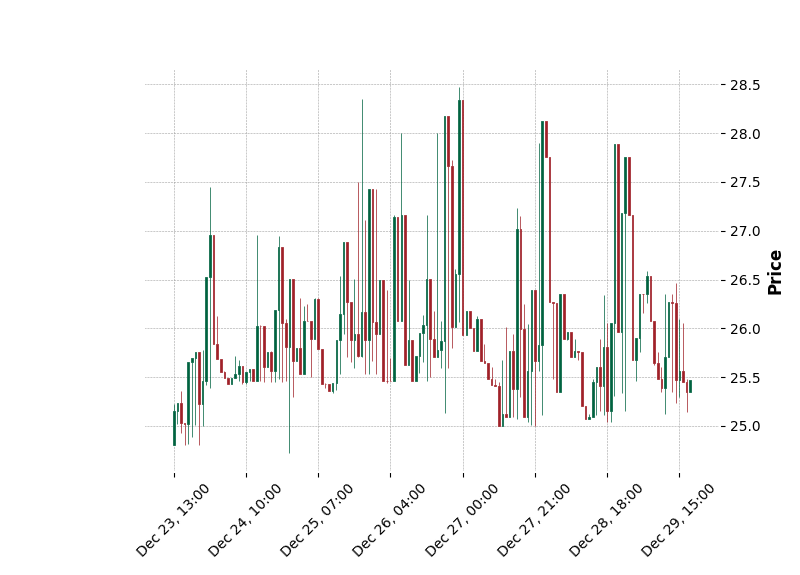 28.5
28.0
27.5
27.0
26.5
26.0
25.5
25.0
Price
Dec 23, 13:00
Dec 24, 10:00
Dec 25, 07:00
Dec 26, 04:00
Dec 27, 00:00
Dec 27, 21:00
Dec 28, 18:00
Dec 29, 15:00